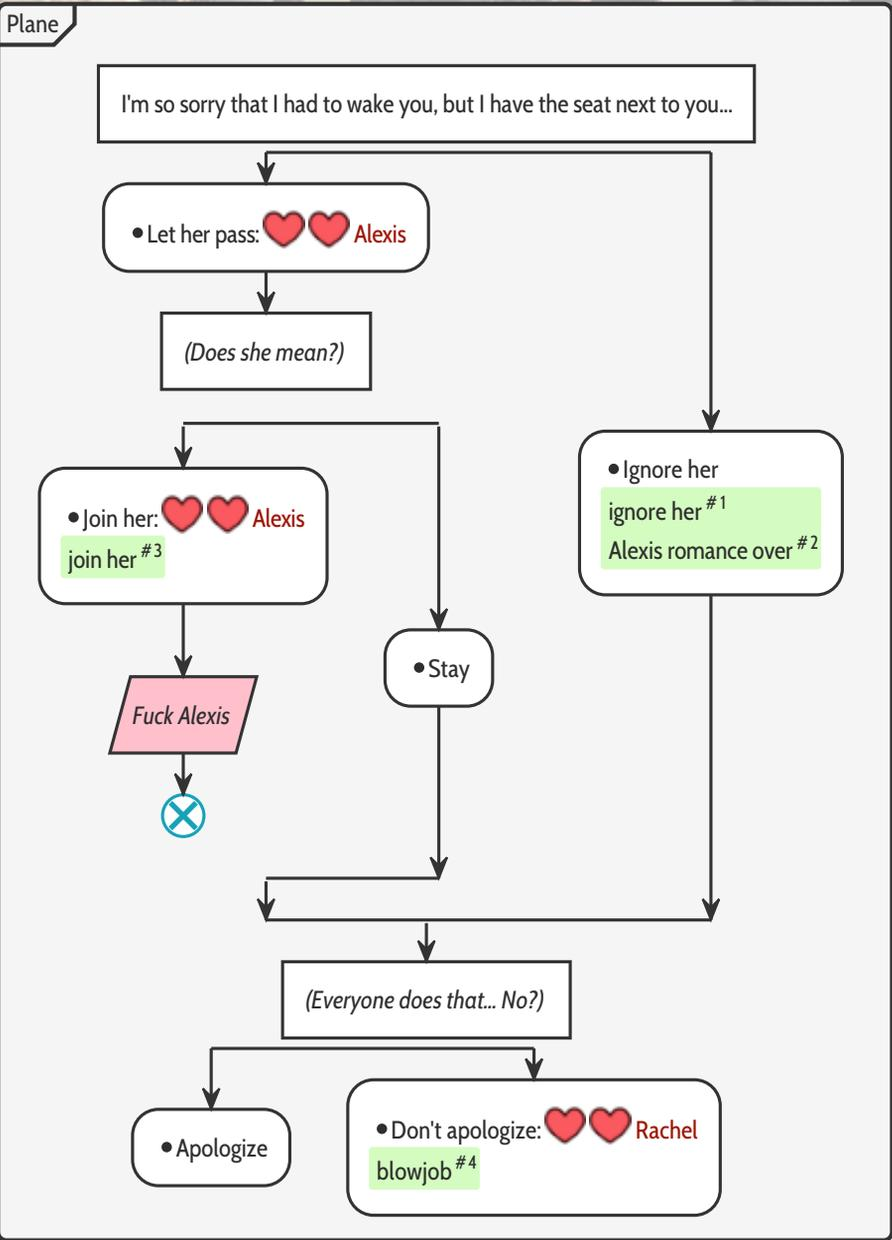 Plane
I'm so sorry that I had to wake you, but I have the seat next to you...
•Let her pass: Alexis
(Does she mean?)
•Join her: Alexis
join her #3
•Ignore her
ignore her #1
Alexis romance over #2
•Stay
Fuck Alexis
(Everyone does that... No?)
•Apologize
•Don't apologize: Rachel
blowjob #4